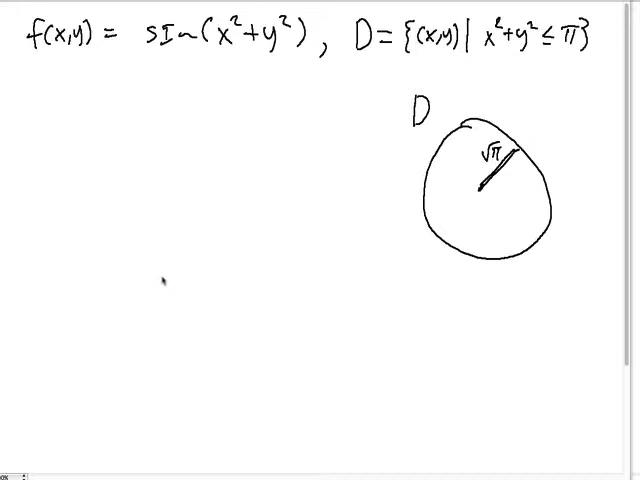 f(x,y) = sin(x²+y²), D = {(x,y) | x²+y² ≤ π}
D
√π